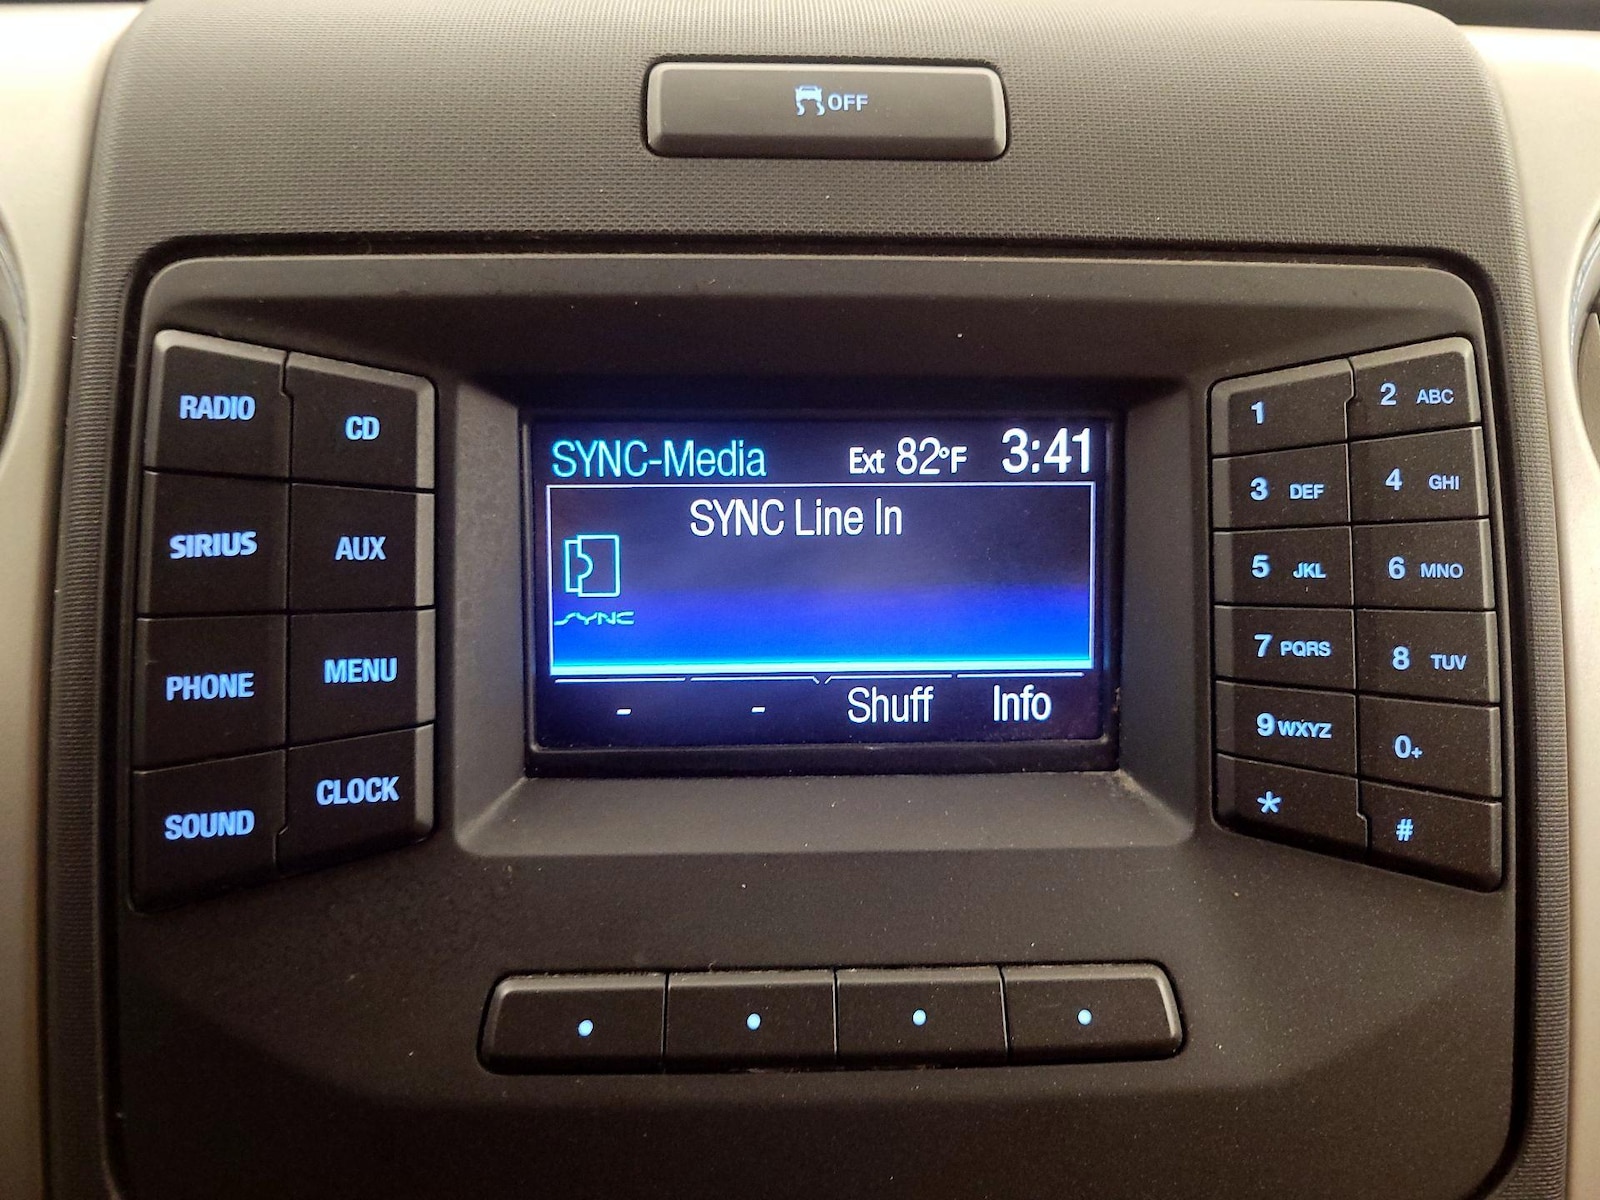 OFF
RADIO
CD
SIRIUS
AUX
PHONE
MENU
SOUND
CLOCK
SYNC-Media Ext 82°F 3:41
SYNC Line In
SYNC
- - Shuff Info
1
2 ABC
3 DEF
4 GHI
5 JKL
6 MNO
7 PQRS
8 TUV
9 WXYZ
0+
*
#